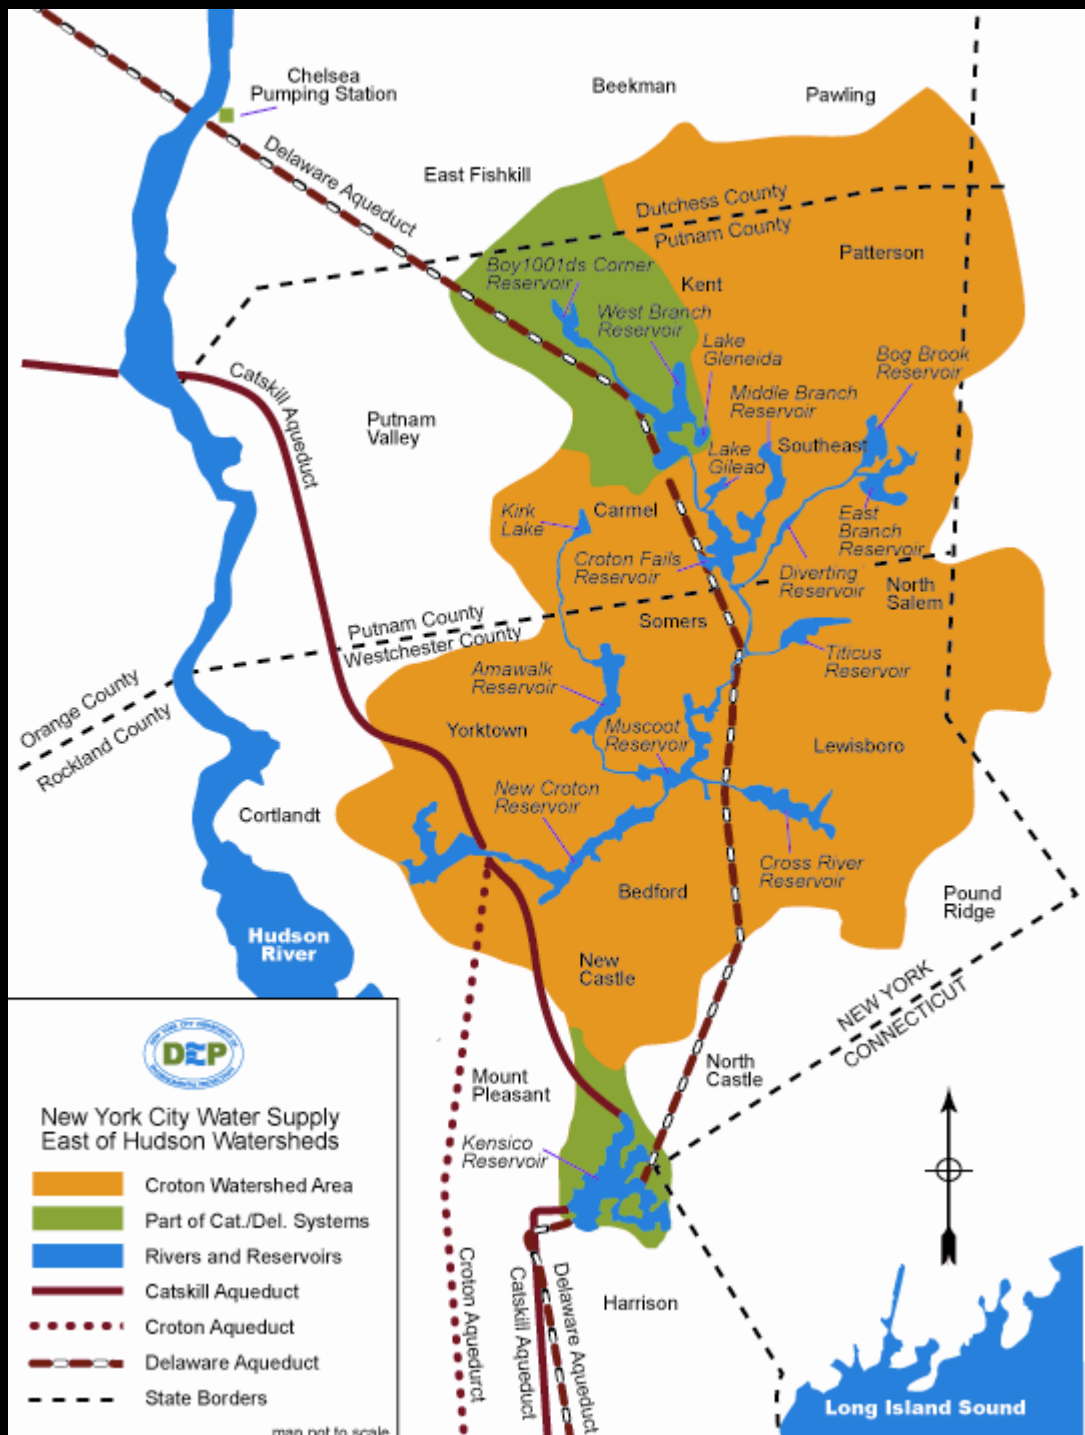 Chelsea
Pumping Station
Beekman
Pawling
Delaware Aqueduct
East Fishkill
Dutchess County
Putnam County
Patterson
Boy1001ds Corner
Reservoir
Kent
West Branch
Reservoir
Lake
Gleneida
Bog Brook
Reservoir
Catskill Aqueduct
Putnam
Valley
Middle Branch
Reservoir
Southeast
Lake
Gilead
Kirk
Lake
Carmel
East
Branch
Reservoir
Croton Falls
Reservoir
Diverting
Reservoir
North
Salem
Putnam County
Westchester County
Somers
Titicus
Reservoir
Amawalk
Reservoir
Orange County
Rockland County
Yorktown
Muscoot
Reservoir
Lewisboro
New Croton
Reservoir
Cortlandt
Cross River
Reservoir
Bedford
Pound
Ridge
Hudson
River
New
Castle
NEW YORK
CONNECTICUT
North
Castle
Mount
Pleasant
Kensico
Reservoir
Croton Aquedurct
Catskill Aqueduct
Delaware Aqueduct
Harrison
Long Island Sound
DEP
New York City Water Supply
East of Hudson Watersheds
Croton Watershed Area
Part of Cat./Del. Systems
Rivers and Reservoirs
Catskill Aqueduct
Croton Aqueduct
Delaware Aqueduct
State Borders
map not to scale